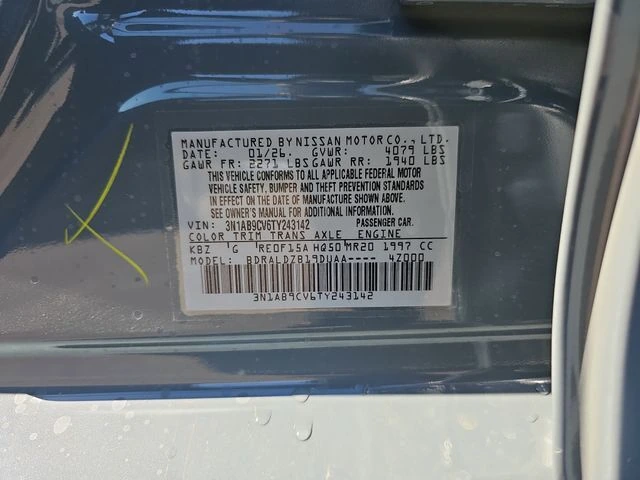 MANUFACTURED BY NISSAN MOTOR CO., LTD.
DATE: 01/26. GVWR: 4079 LBS
GAWR FR: 2271 LBS GAWR RR: 1940 LBS
THIS VEHICLE CONFORMS TO ALL APPLICABLE FEDERAL MOTOR
VEHICLE SAFETY, BUMPER AND THEFT PREVENTION STANDARDS
IN EFFECT ON THE DATE OF MANUFACTURE SHOWN ABOVE.
SEE OWNER'S MANUAL FOR ADDITIONAL INFORMATION.
VIN: 3N1AB9CV6TY243142 PASSENGER CAR.
COLOR TRIM TRANS AXLE ENGINE
KBZ G RE0F15A HQ50 MR20 1997 CC
MODEL: BDRALDZB19DUAA---- 4Z000
3N1AB9CV6TY243142